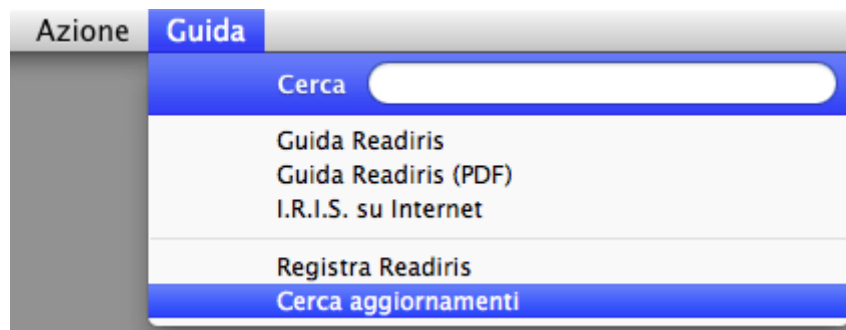 Azione Guida
Cerca
Guida Readiris
Guida Readiris (PDF)
I.R.I.S. su Internet
Registra Readiris
Cerca aggiornamenti